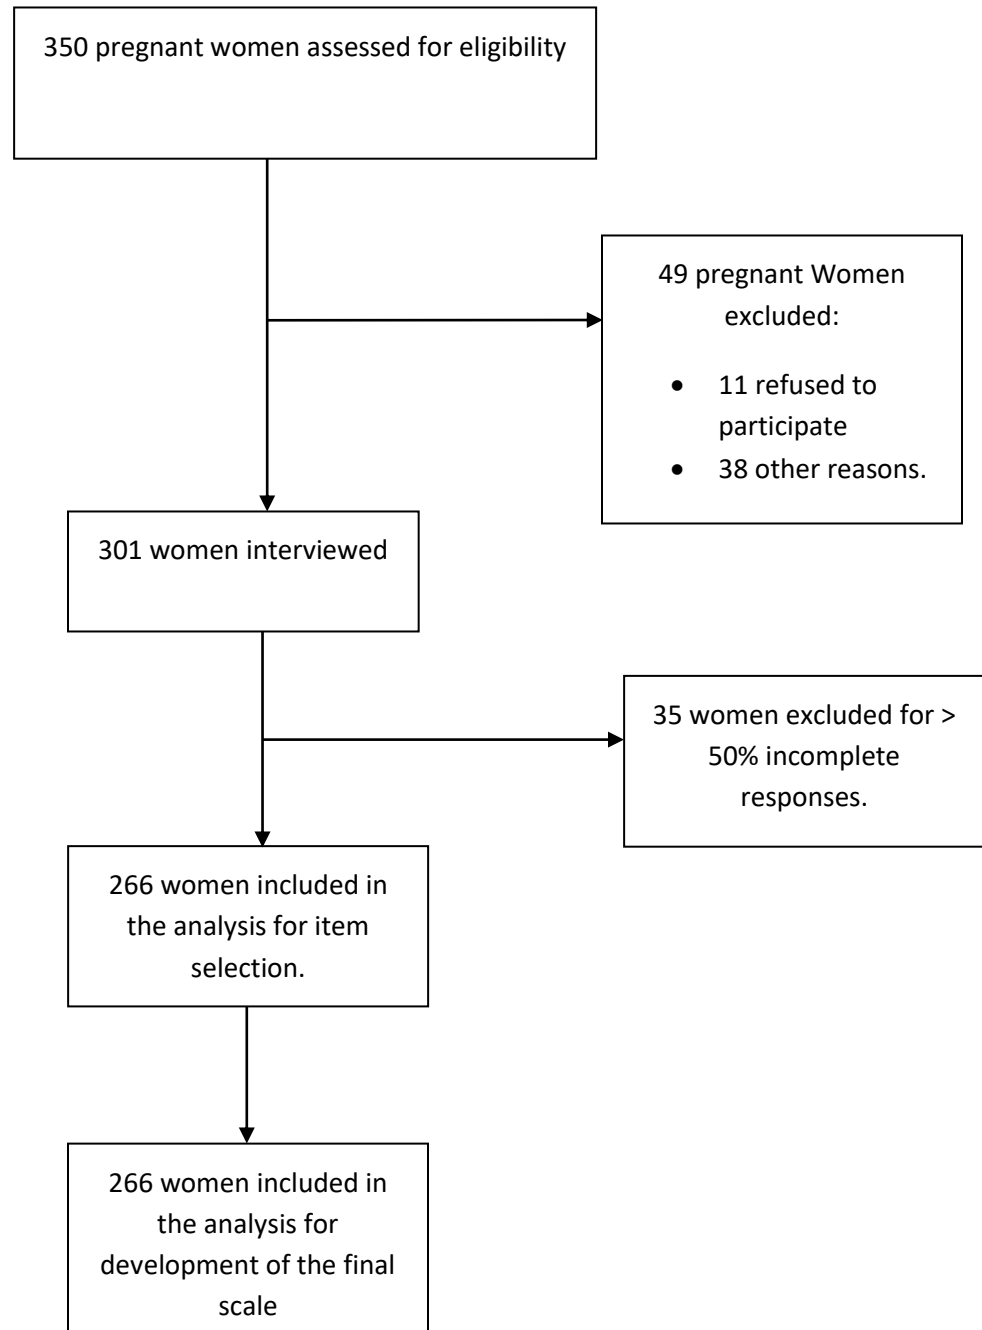 350 pregnant women assessed for eligibility
49 pregnant Women
excluded:
• 11 refused to
participate
• 38 other reasons.
301 women interviewed
35 women excluded for >
50% incomplete
responses.
266 women included in
the analysis for item
selection.
266 women included in
the analysis for
development of the final
scale